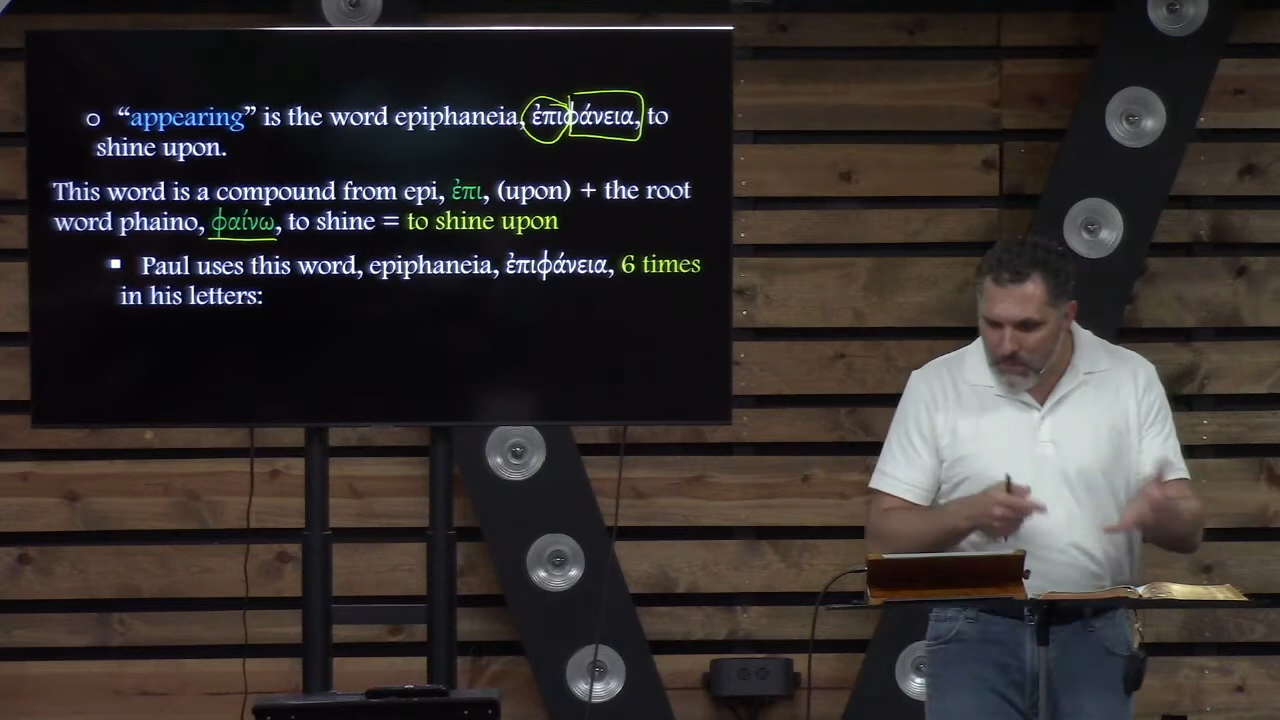 ○ “appearing” is the word epiphaneia, ἐπιφάνεια, to
shine upon.
This word is a compound from epi, ἐπι, (upon) + the root
word phaino, φαίνω, to shine = to shine upon
▪ Paul uses this word, epiphaneia, ἐπιφάνεια, 6 times
in his letters: